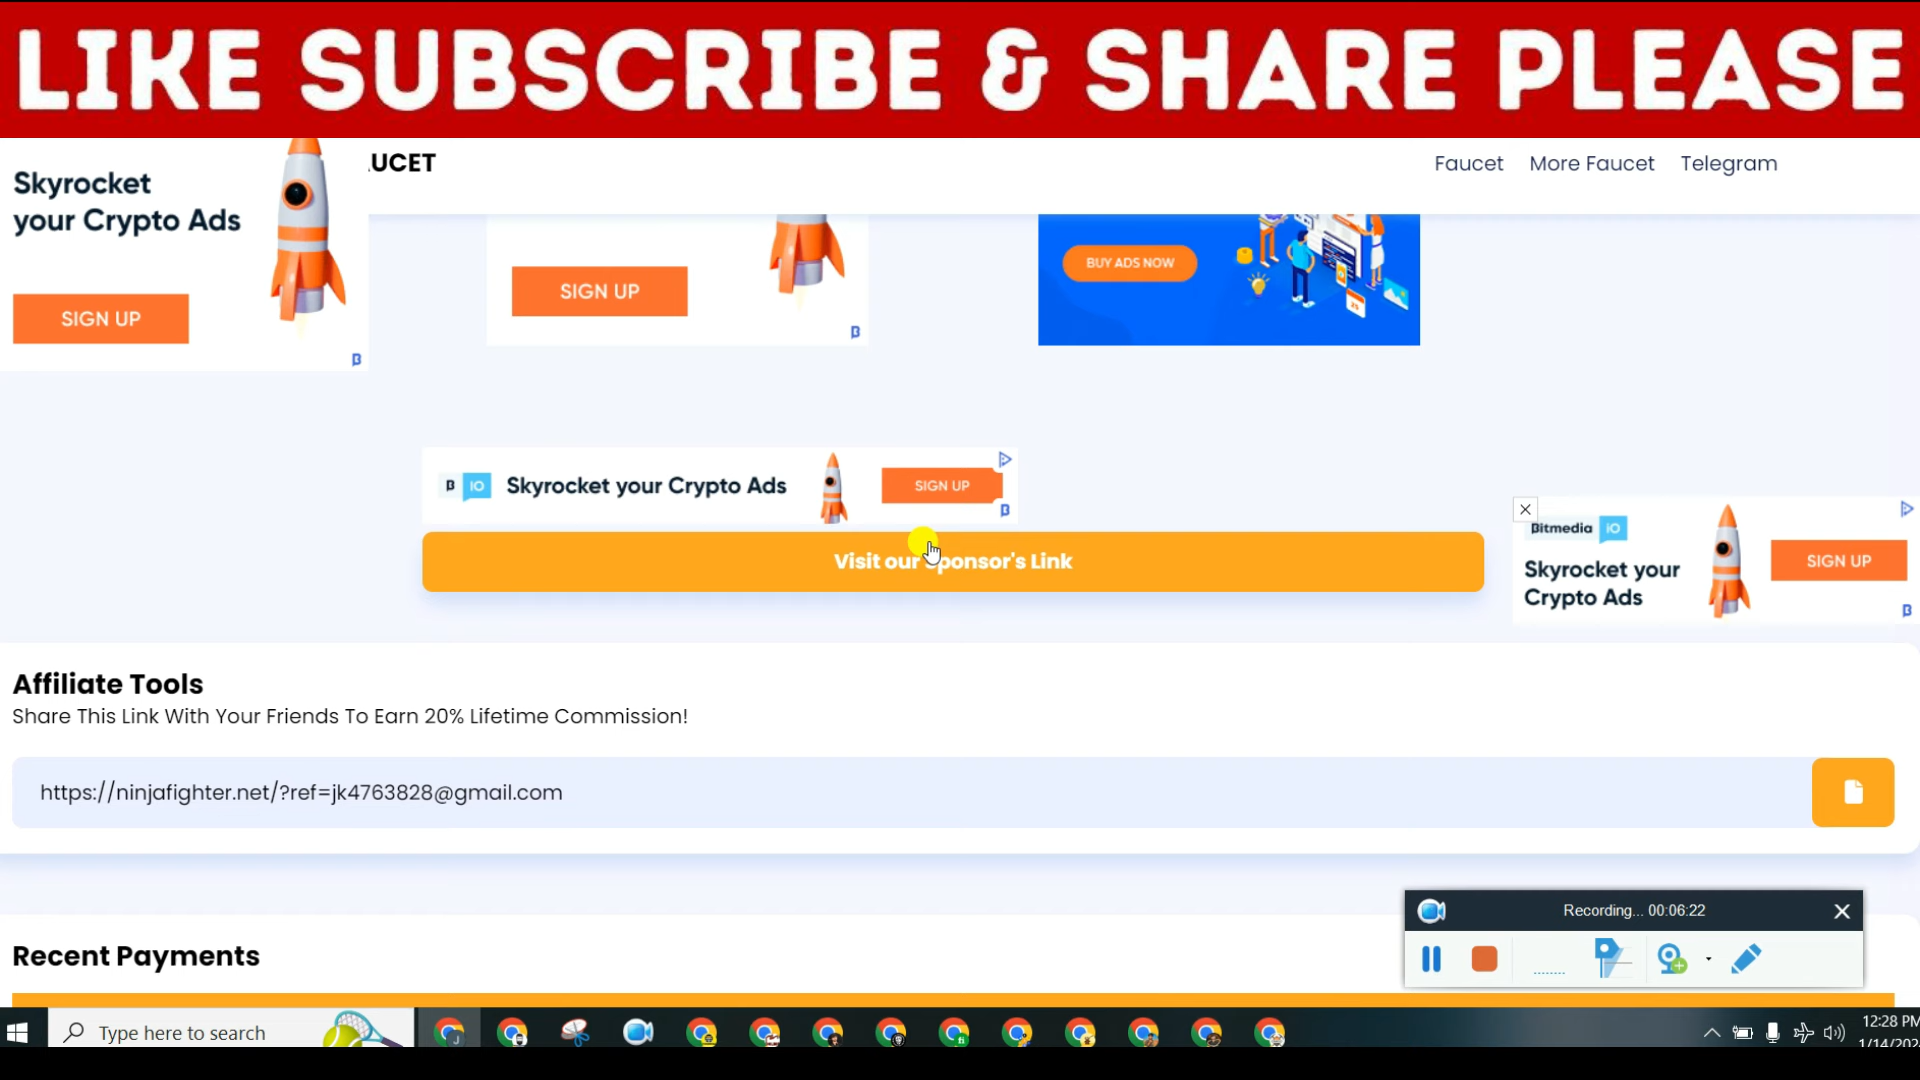 LIKE SUBSCRIBE & SHARE PLEASE
Skyrocket
your Crypto Ads
SIGN UP
Faucet More Faucet Telegram
SIGN UP
BUY ADS NOW
IO Skyrocket your Crypto Ads SIGN UP
Visit our Sponsor's Link
Bitmedia IO
Skyrocket your
Crypto Ads
SIGN UP
Affiliate Tools
Share This Link With Your Friends To Earn 20% Lifetime Commission!
https://ninjafighter.net/?ref=jk4763828@gmail.com
Recording... 00:06:22
Recent Payments
Type here to search
12:28 PM